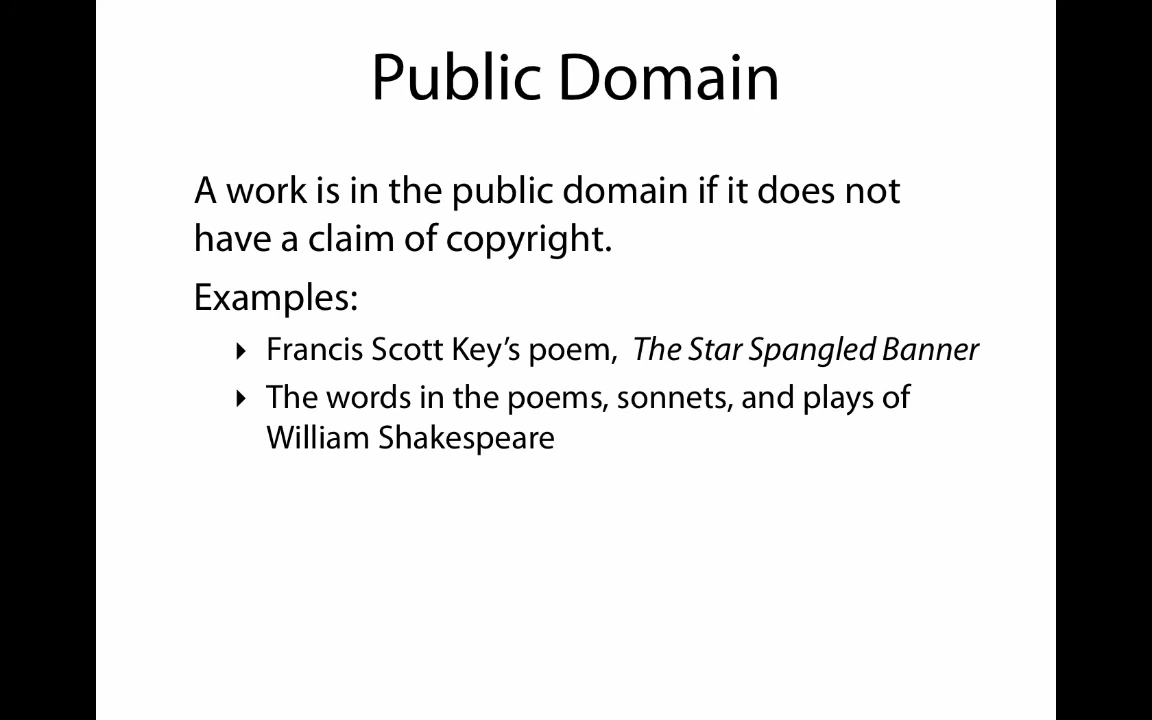 Public Domain
A work is in the public domain if it does not
have a claim of copyright.
Examples:
Francis Scott Key’s poem, The Star Spangled Banner
The words in the poems, sonnets, and plays of
William Shakespeare